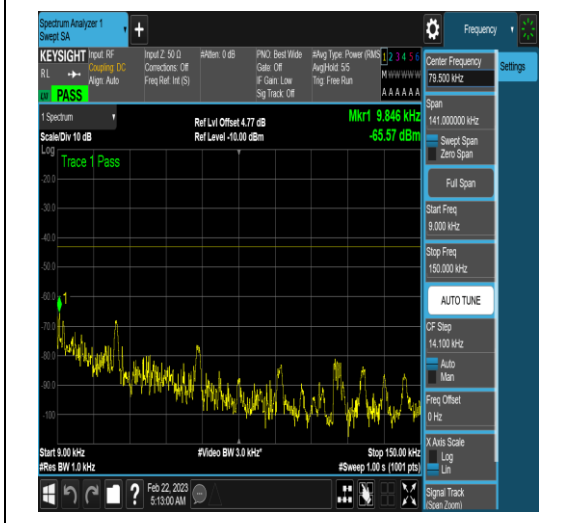 Spectrum Analyzer 1
Swept SA
+
Frequency
KEYSIGHT
RL
Align: Auto
PASS
Input: RF
Coupling: DC
Input Z: 50 Ω
Corrections: Off
Freq Ref: Int (S)
#Atten: 0 dB
PNO: Best Wide
Gate: Off
IF Gain: Low
Sig Track: Off
#Avg Type: Power (RMS
Avg|Hold: 5/5
Trig: Free Run
1 2 3 4 5 6
M W W W W W
A A A A A A
1 Spectrum
Scale/Div 10 dB
Ref Lvl Offset 4.77 dB
Ref Level -10.00 dBm
Mkr1 9.846 kHz
-65.57 dBm
Log
Trace 1 Pass
-20.0
-30.0
-40.0
-50.0
-60.0
-70.0
-80.0
-90.0
-100
1
Start 9.00 kHz
#Res BW 1.0 kHz
#Video BW 3.0 kHz*
Stop 150.00 kHz
#Sweep 1.00 s (1001 pts)
?
Feb 22, 2023
5:13:00 AM
Center Frequency
79.500 kHz
Settings
Span
141.000000 kHz
Swept Span
Zero Span
Full Span
Start Freq
9.000 kHz
Stop Freq
150.000 kHz
AUTO TUNE
CF Step
14.100 kHz
Auto
Man
Freq Offset
0 Hz
X Axis Scale
Log
Lin
Signal Track
(Span Zoom)